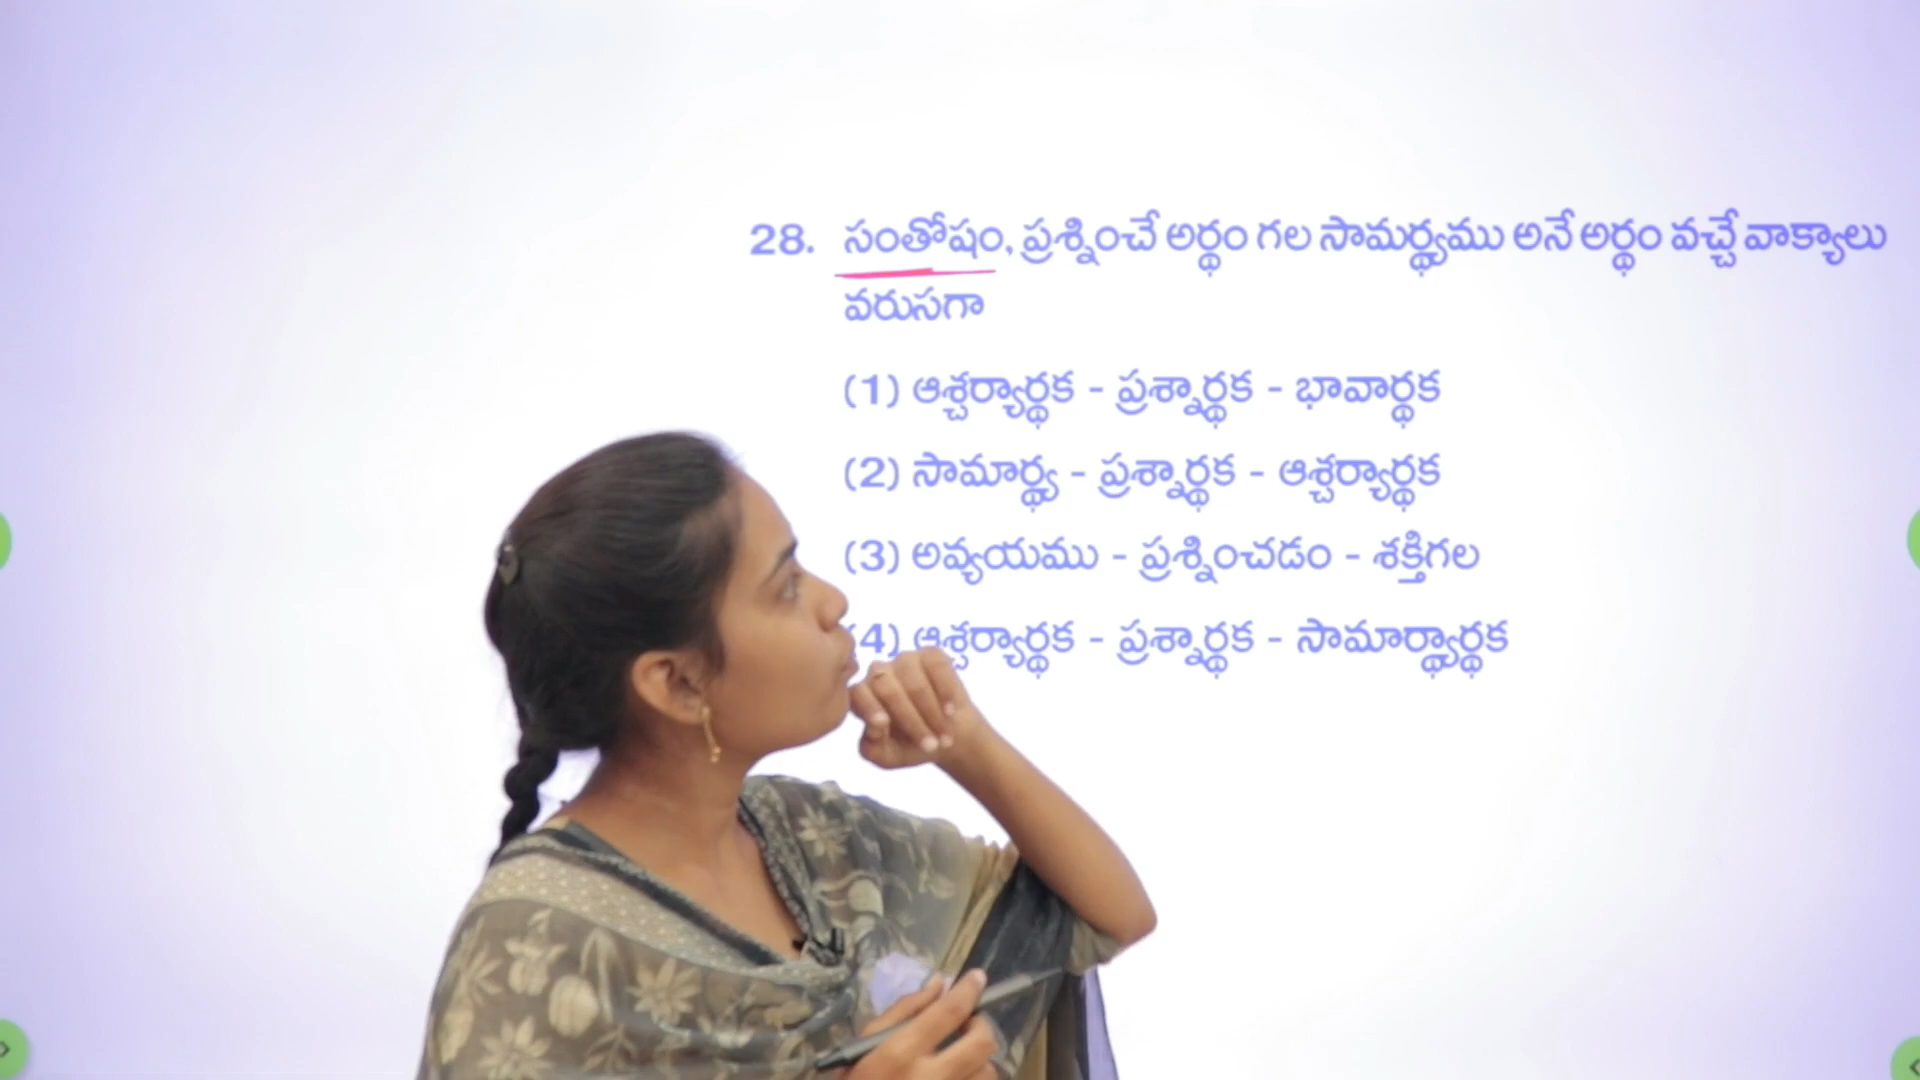 28. సంతోషం, ప్రశ్నించే అర్థం గల సామర్థ్యము అనే అర్థం వచ్చే వాక్యాలు
వరుసగా
(1) ఆశ్చర్యార్థక - ప్రశ్నార్థక - భావార్థక
(2) సామార్థ్య - ప్రశ్నార్థక - ఆశ్చర్యార్థక
(3) అవ్యయము - ప్రశ్నించడం - శక్తిగల
(4) ఆశ్చర్యార్థక - ప్రశ్నార్థక - సామార్థ్యార్థక